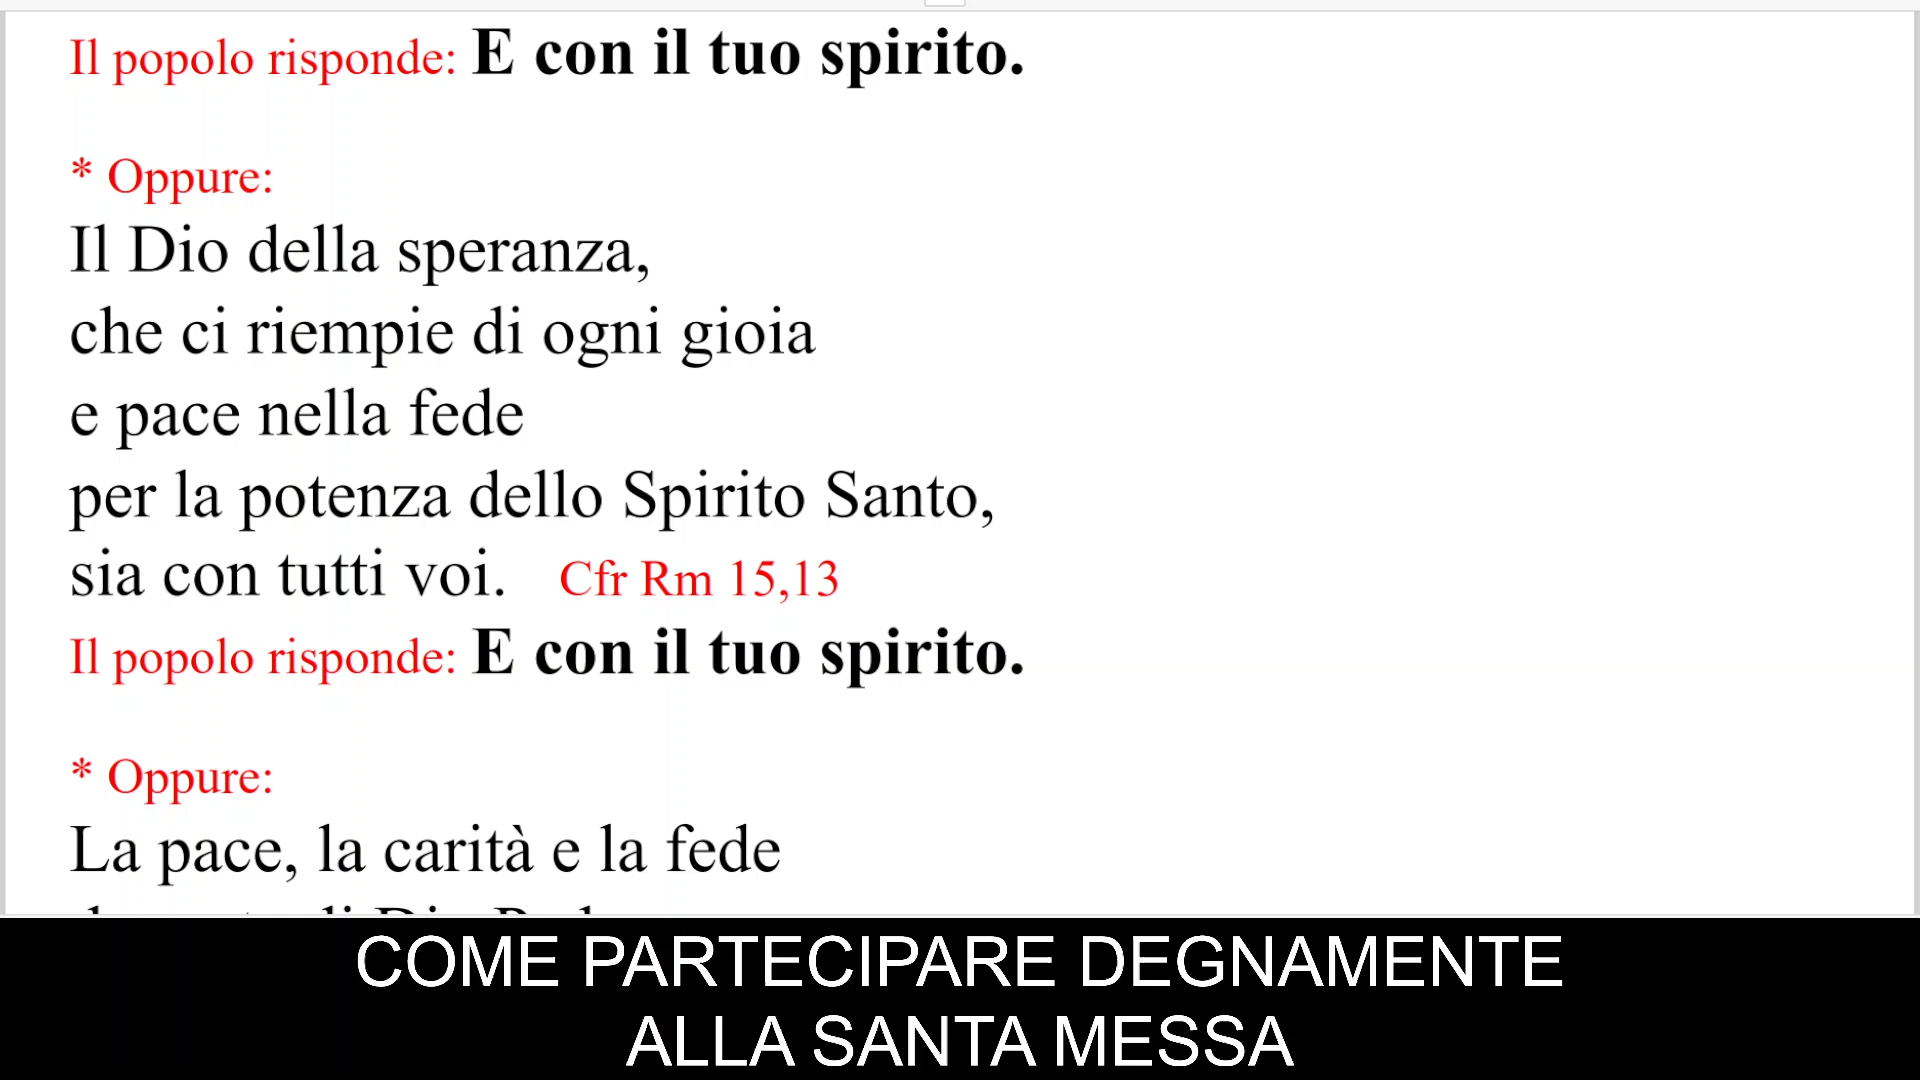 Il popolo risponde: E con il tuo spirito.
* Oppure:
Il Dio della speranza,
che ci riempie di ogni gioia
e pace nella fede
per la potenza dello Spirito Santo,
sia con tutti voi. Cfr Rm 15,13
Il popolo risponde: E con il tuo spirito.
* Oppure:
La pace, la carità e la fede
COME PARTECIPARE DEGNAMENTE
ALLA SANTA MESSA